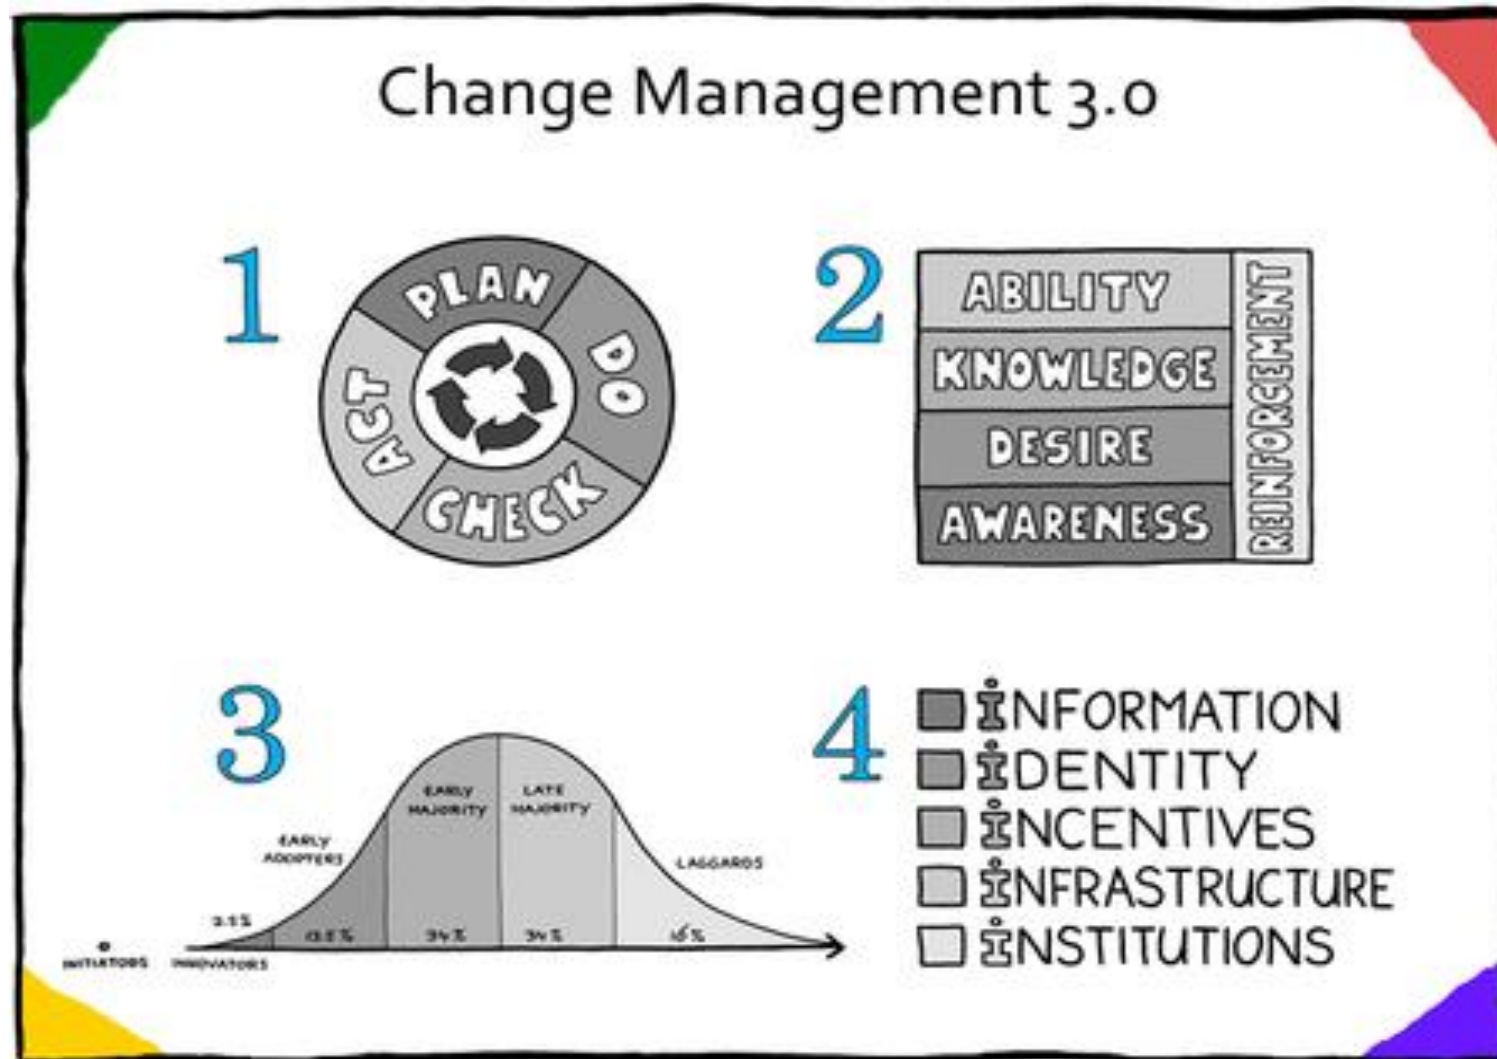 Change Management 3.0
1
PLAN
DO
CHECK
ACT
2
ABILITY
KNOWLEDGE
DESIRE
AWARENESS
REINFORCEMENT
3
INITIATORS
INNOVATORS
2.5%
EARLY
ADOPTERS
13.5%
EARLY
MAJORITY
34%
LATE
MAJORITY
34%
LAGGARDS
16%
4
INFORMATION
IDENTITY
INCENTIVES
INFRASTRUCTURE
INSTITUTIONS